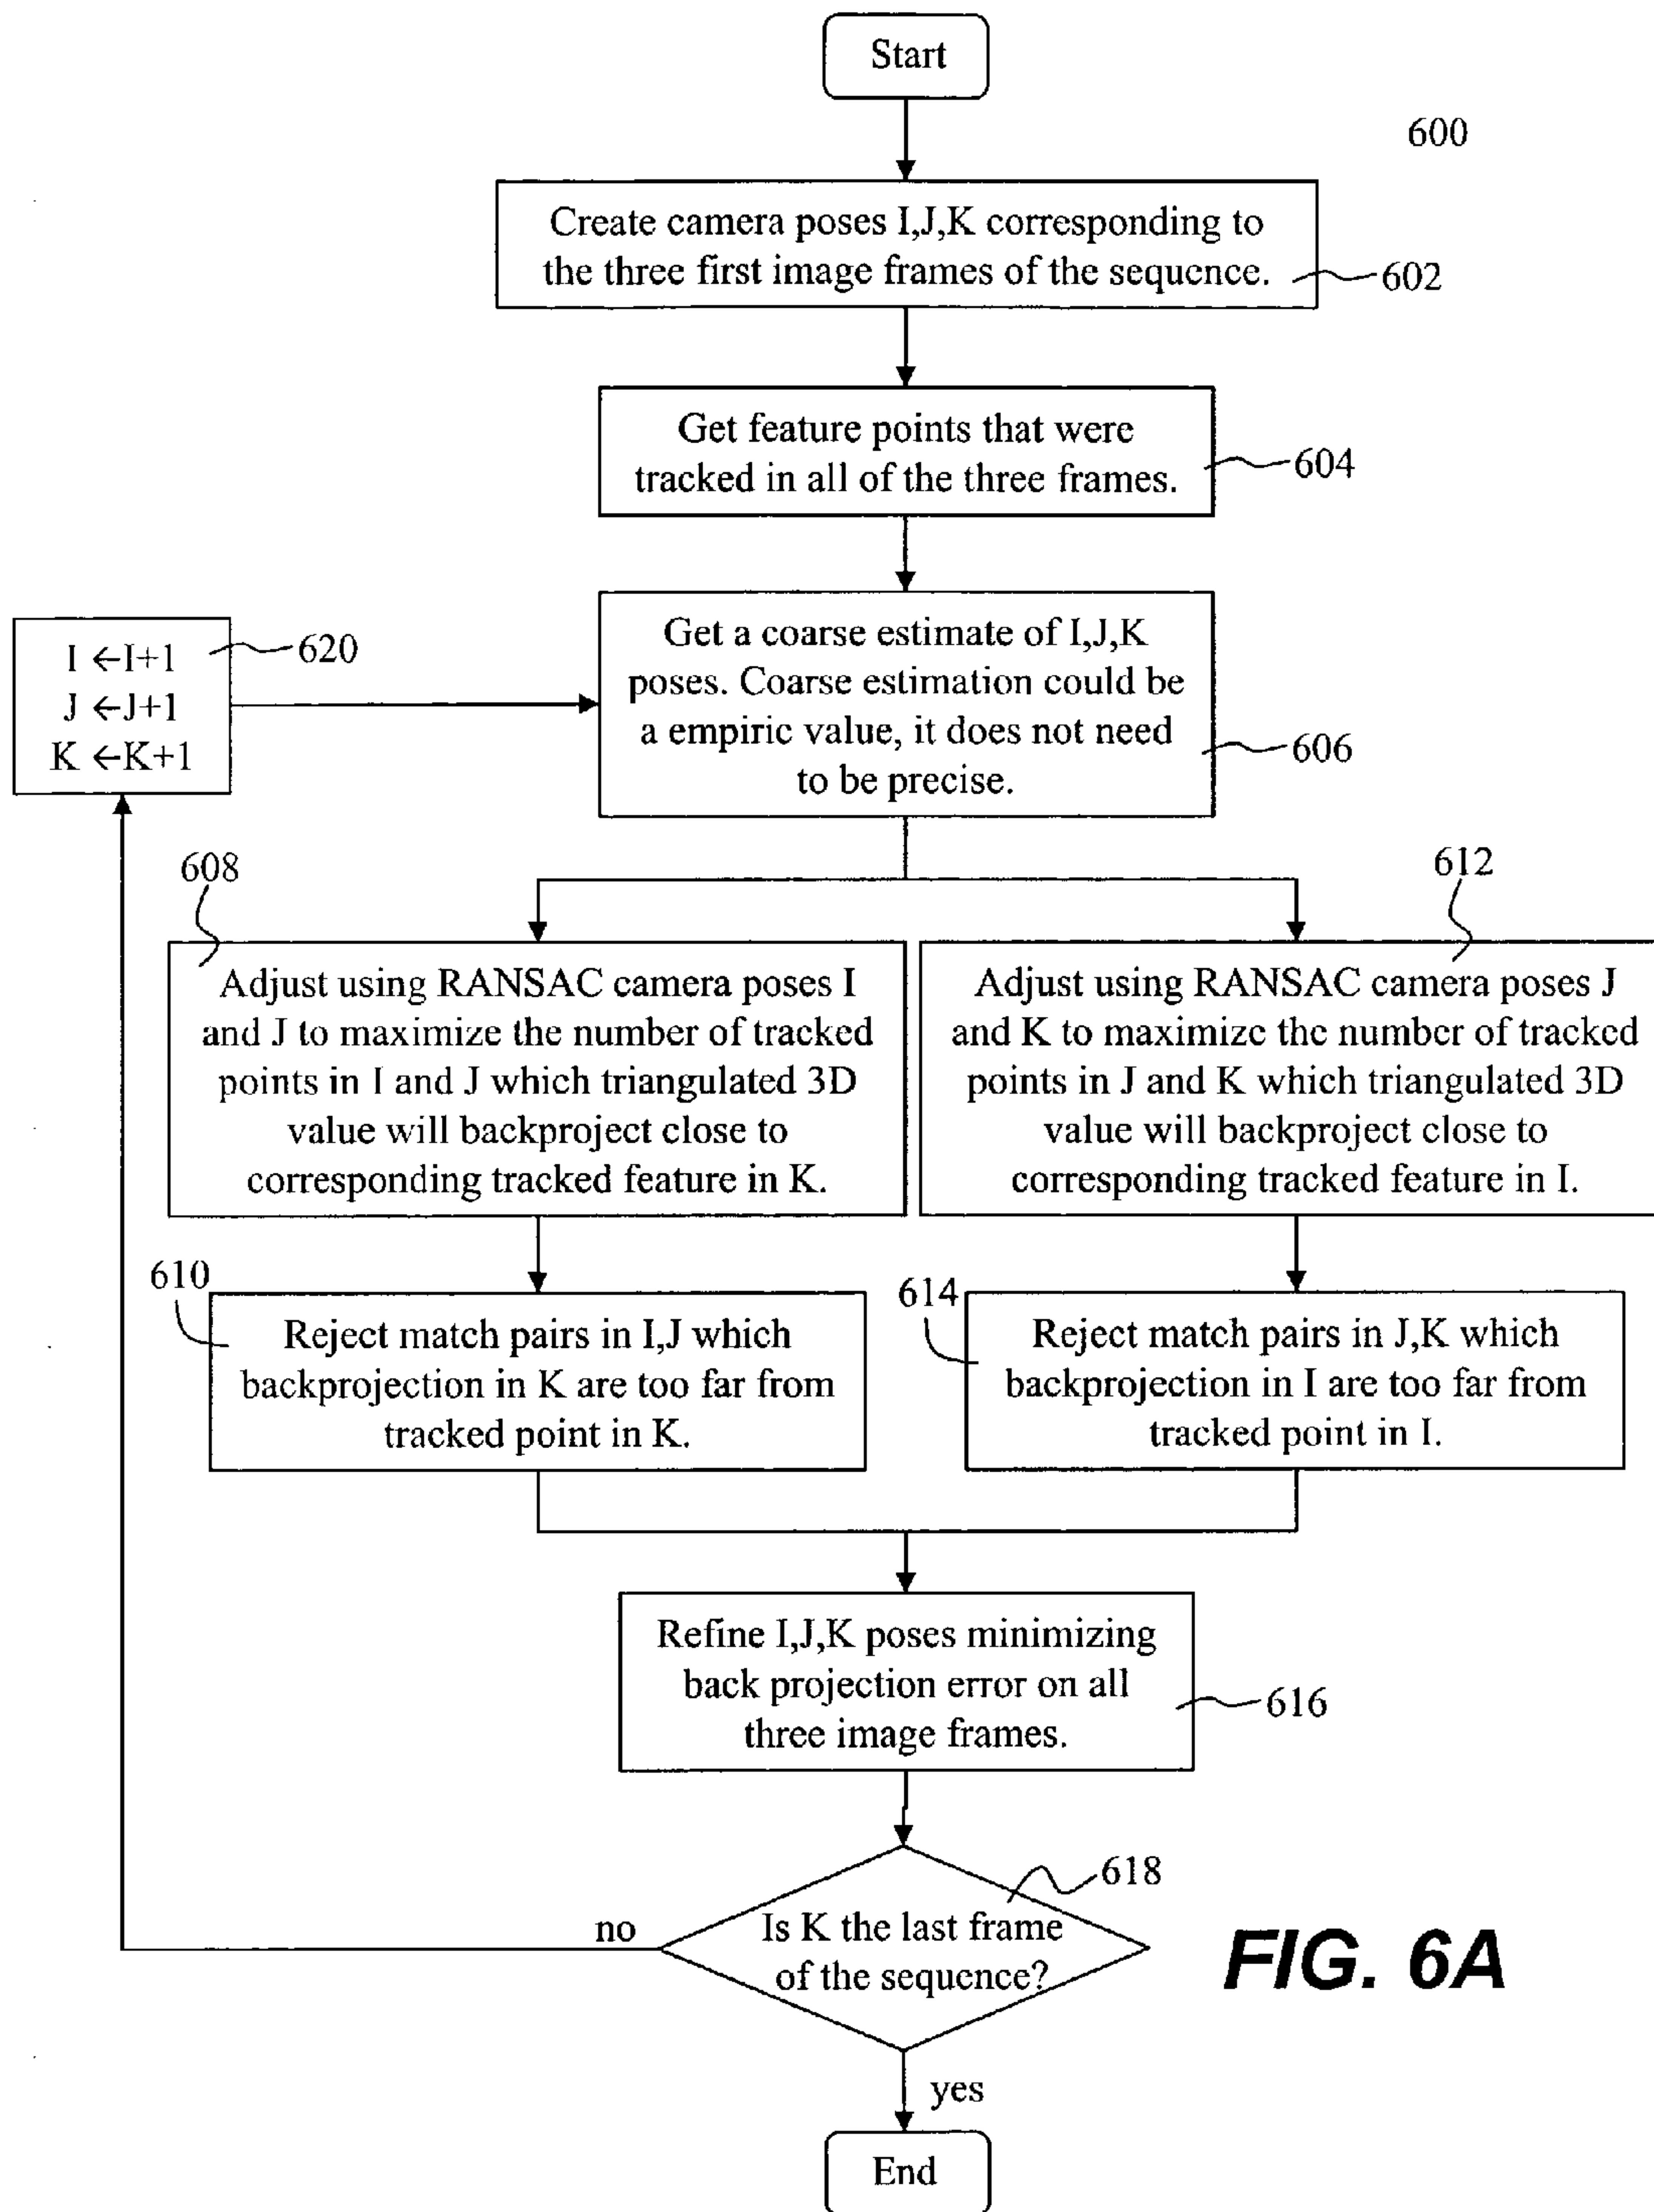 Start
600
Create camera poses I,J,K corresponding to
the three first image frames of the sequence.
602
Get feature points that were
tracked in all of the three frames.
604
I ←I+1
J ←J+1
K ←K+1
620
Get a coarse estimate of I,J,K
poses. Coarse estimation could be
a empiric value, it does not need
to be precise.
606
608
Adjust using RANSAC camera poses I
and J to maximize the number of tracked
points in I and J which triangulated 3D
value will backproject close to
corresponding tracked feature in K.
612
Adjust using RANSAC camera poses J
and K to maximize the number of tracked
points in J and K which triangulated 3D
value will backproject close to
corresponding tracked feature in I.
610
Reject match pairs in I,J which
backprojection in K are too far from
tracked point in K.
614
Reject match pairs in J,K which
backprojection in I are too far from
tracked point in I.
Refine I,J,K poses minimizing
back projection error on all
three image frames.
616
618
no
Is K the last frame
of the sequence?
FIG. 6A
yes
End